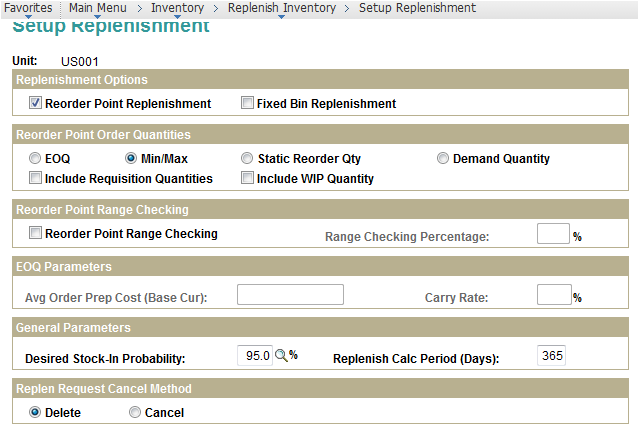 Favorites Main Menu > Inventory > Replenish Inventory > Setup Replenishment
Setup Replenishment
Unit: US001
Replenishment Options
Reorder Point Replenishment Fixed Bin Replenishment
Reorder Point Order Quantities
EOQ Min/Max Static Reorder Qty Demand Quantity
Include Requisition Quantities Include WIP Quantity
Reorder Point Range Checking
Reorder Point Range Checking Range Checking Percentage: %
EOQ Parameters
Avg Order Prep Cost (Base Cur): Carry Rate: %
General Parameters
Desired Stock-In Probability: 95.0 % Replenish Calc Period (Days): 365
Replen Request Cancel Method
Delete Cancel